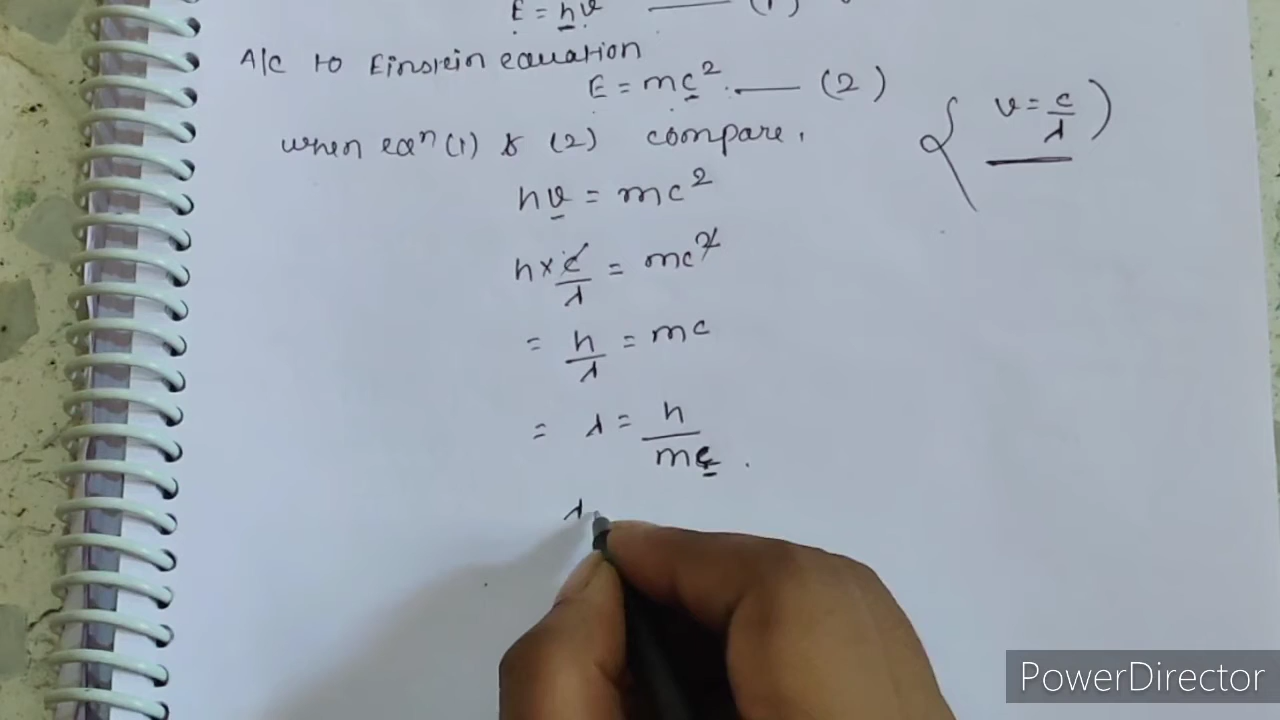 E = hν —— (1)
A/c to Einstein equation
E = mc² . —— (2)
{ ν = c/λ )
when eqⁿ (1) & (2) compare,
hν = mc²
h × c/λ = mc²
= h/λ = mc
= λ = h/mc .
λ
PowerDirector